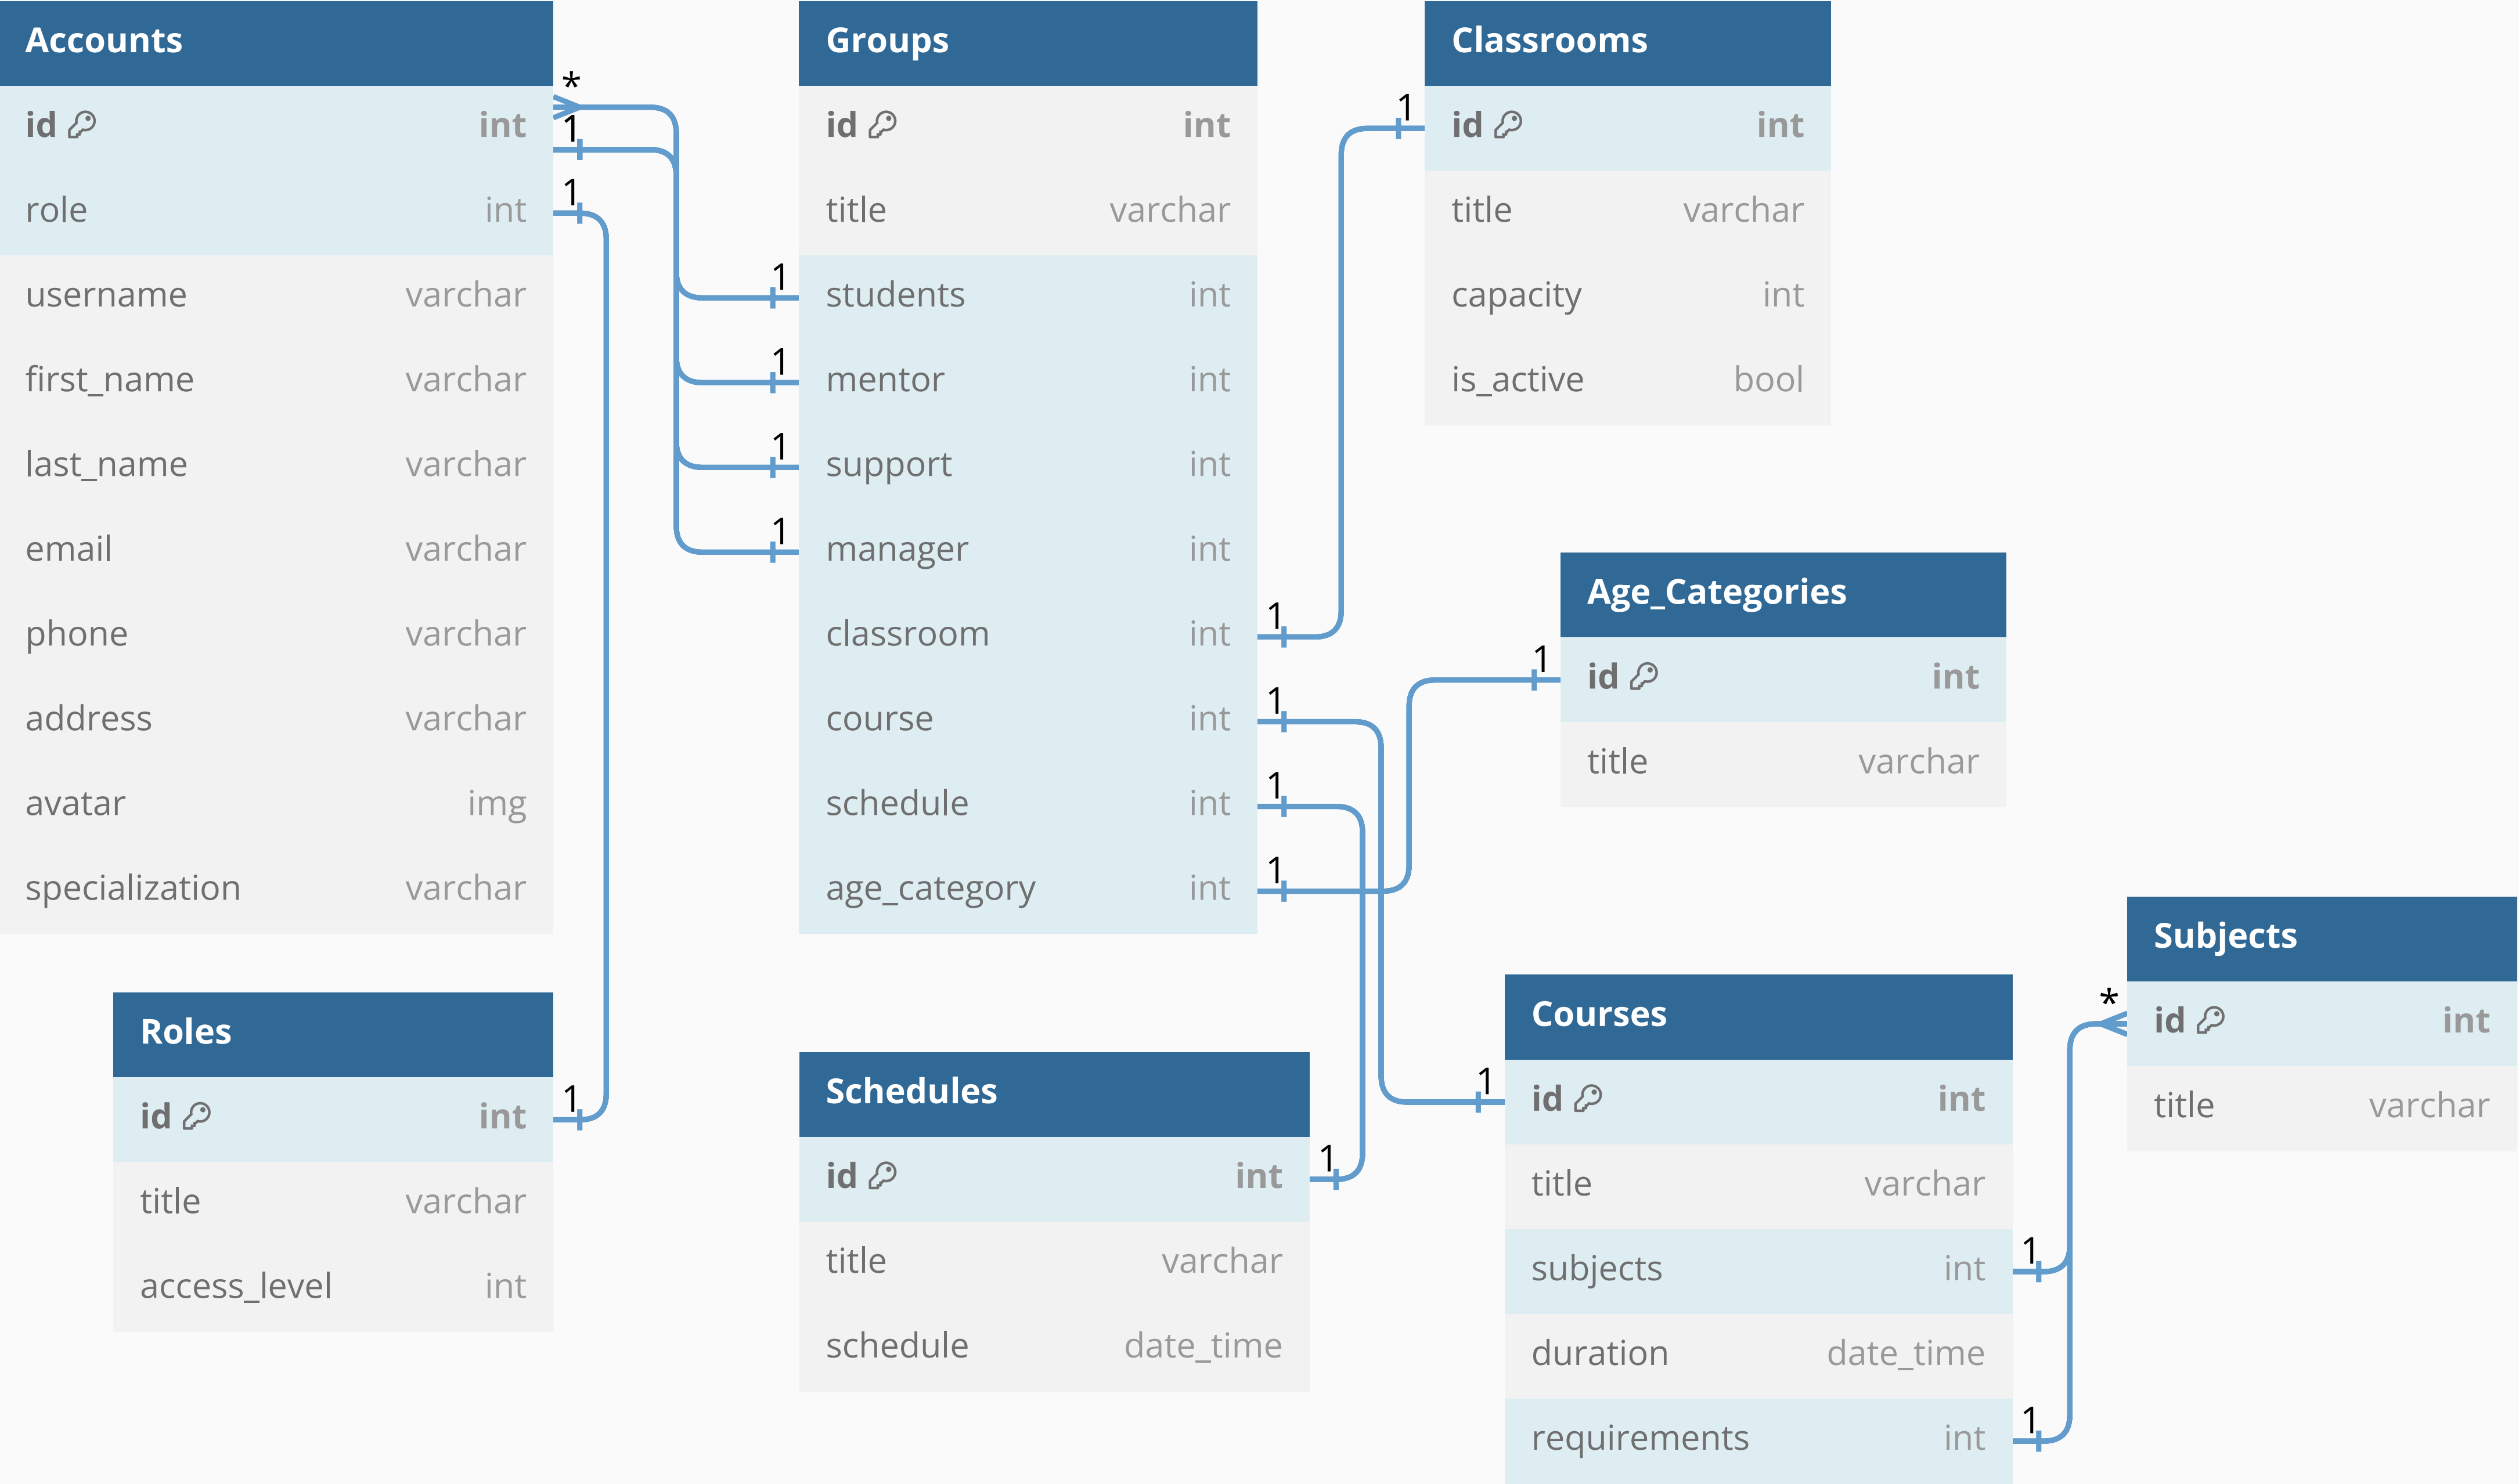 Accounts
*
id int
1
role int
1
username varchar
first_name varchar
last_name varchar
email varchar
phone varchar
address varchar
avatar img
specialization varchar
Roles
id int
1
title varchar
access_level int
Groups
id int
title varchar
1
students int
1
mentor int
1
support int
1
manager int
classroom int
1
course int
1
schedule int
1
age_category int
1
Schedules
id int
1
title varchar
schedule date_time
Classrooms
1
id int
title varchar
capacity int
is_active bool
Age_Categories
1
id int
title varchar
Courses
1
id int
title varchar
subjects int
1
duration date_time
requirements int
1
Subjects
*
id int
title varchar